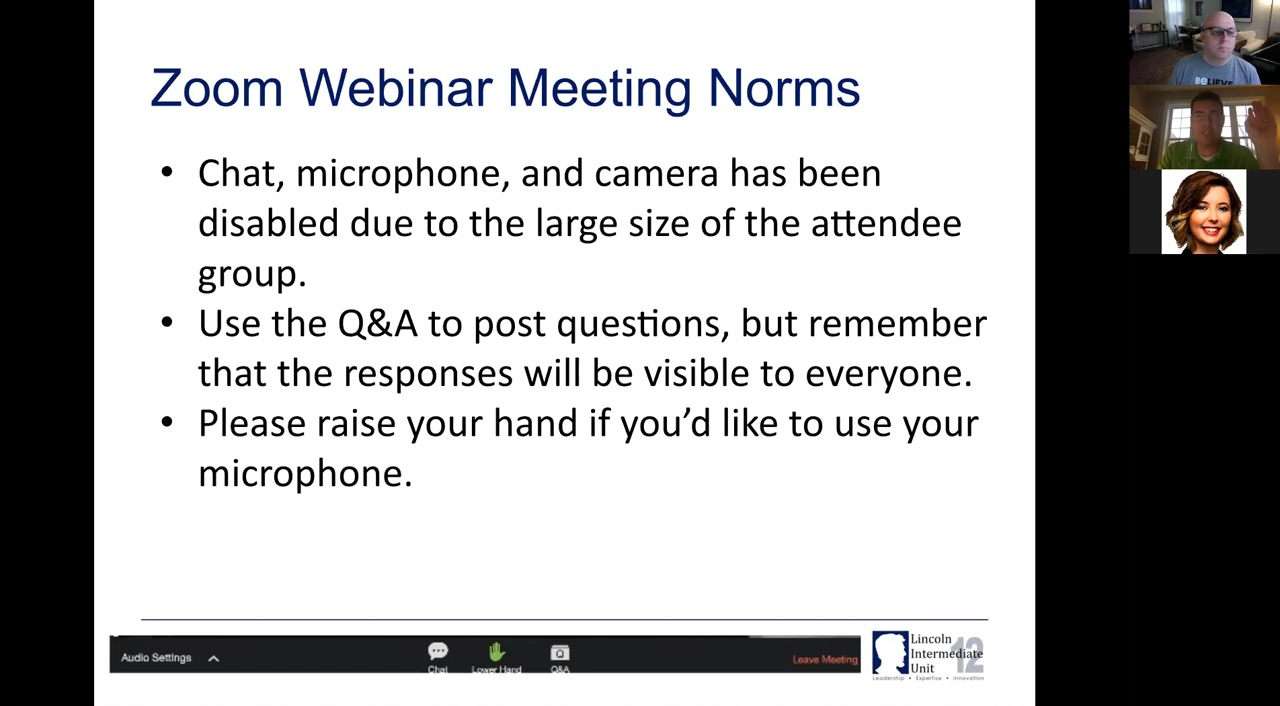 Zoom Webinar Meeting Norms
• Chat, microphone, and camera has been
disabled due to the large size of the attendee
group.
• Use the Q&A to post questions, but remember
that the responses will be visible to everyone.
• Please raise your hand if you’d like to use your
microphone.
BELIEVE
Audio Settings
Chat
Lower Hand
Q&A
Leave Meeting
Lincoln
Intermediate
Unit
12
Leadership • Expertise • Innovation